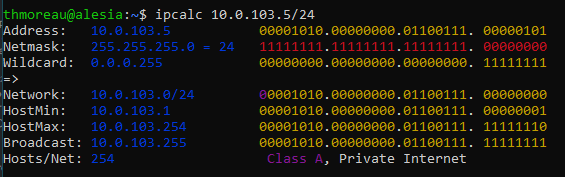 thmoreau@alesia:~$ ipcalc 10.0.103.5/24
Address:   10.0.103.5           00001010.00000000.01100111. 00000101
Netmask:   255.255.255.0 = 24   11111111.11111111.11111111. 00000000
Wildcard:  0.0.0.255            00000000.00000000.00000000. 11111111
=>
Network:   10.0.103.0/24        00001010.00000000.01100111. 00000000
HostMin:   10.0.103.1           00001010.00000000.01100111. 00000001
HostMax:   10.0.103.254         00001010.00000000.01100111. 11111110
Broadcast: 10.0.103.255         00001010.00000000.01100111. 11111111
Hosts/Net: 254                   Class A, Private Internet